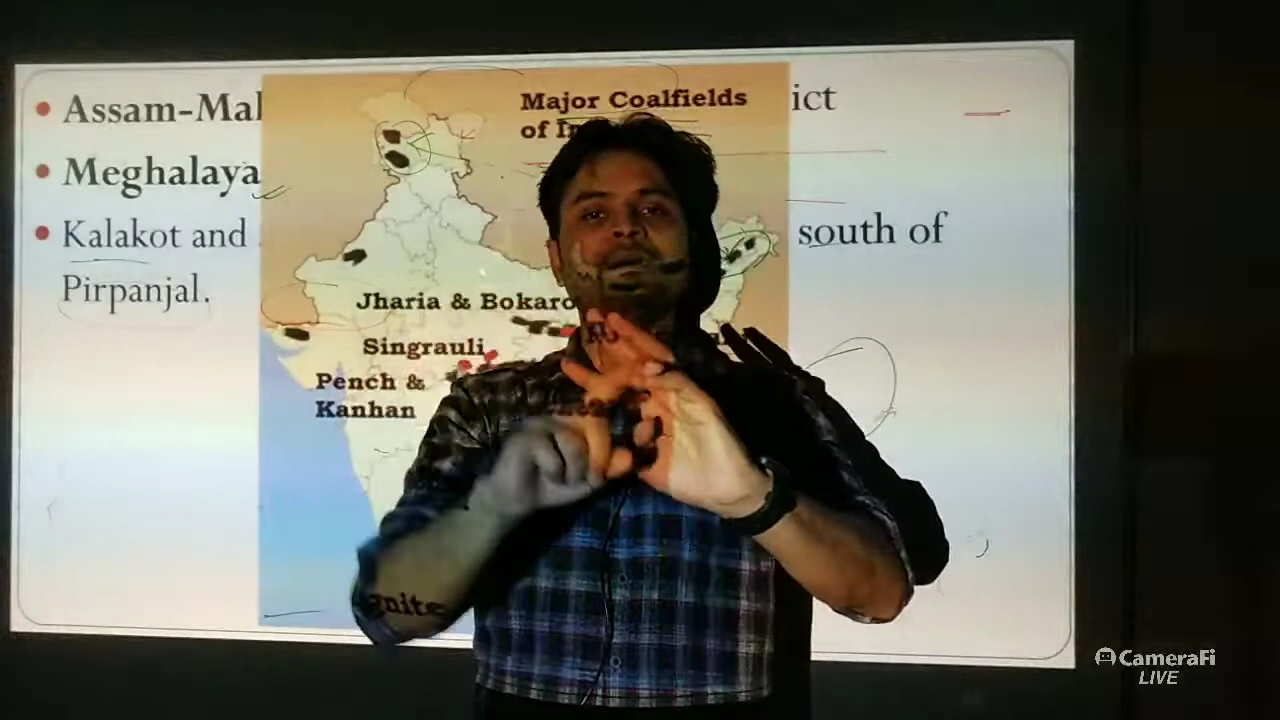 Assam-Mal
ict
Meghalaya
Kalakot and
south of
Pirpanjal.
Major Coalfields
of In
Jharia & Bokaro
Singrauli
Pench &
Kanhan
gnite
CameraFi
LIVE